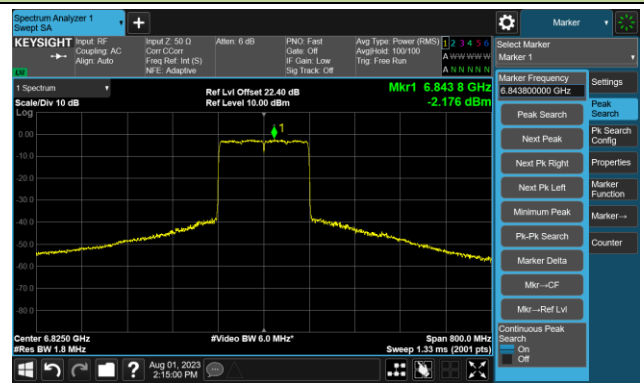 Spectrum Analyzer 1
Swept SA
+
Marker
KEYSIGHT
Input: RF
Coupling: AC
Align: Auto
Input Z: 50 Ω
Corr CCorr
Freq Ref: Int (S)
NFE: Adaptive
Atten: 6 dB
PNO: Fast
Gate: Off
IF Gain: Low
Sig Track: Off
Avg Type: Power (RMS)
Avg|Hold: 100/100
Trig: Free Run
1 2 3 4 5 6
A W W W W W
A N N N N N
LXI
Select Marker
Marker 1
1 Spectrum
Scale/Div 10 dB
Log
Ref Lvl Offset 22.40 dB
Ref Level 10.00 dBm
Mkr1 6.843 8 GHz
-2.176 dBm
1
0.00
-10.0
-20.0
-30.0
-40.0
-50.0
-60.0
-70.0
-80.0
Center 6.8250 GHz
#Res BW 1.8 MHz
#Video BW 6.0 MHz*
Span 800.0 MHz
Sweep 1.33 ms (2001 pts)
Marker Frequency
6.843800000 GHz
Peak Search
Next Peak
Next Pk Right
Next Pk Left
Minimum Peak
Pk-Pk Search
Marker Delta
Mkr→CF
Mkr→Ref Lvl
Continuous Peak
Search
On
Off
Settings
Peak
Search
Pk Search
Config
Properties
Marker
Function
Marker→
Counter
?
Aug 01, 2023
2:15:00 PM